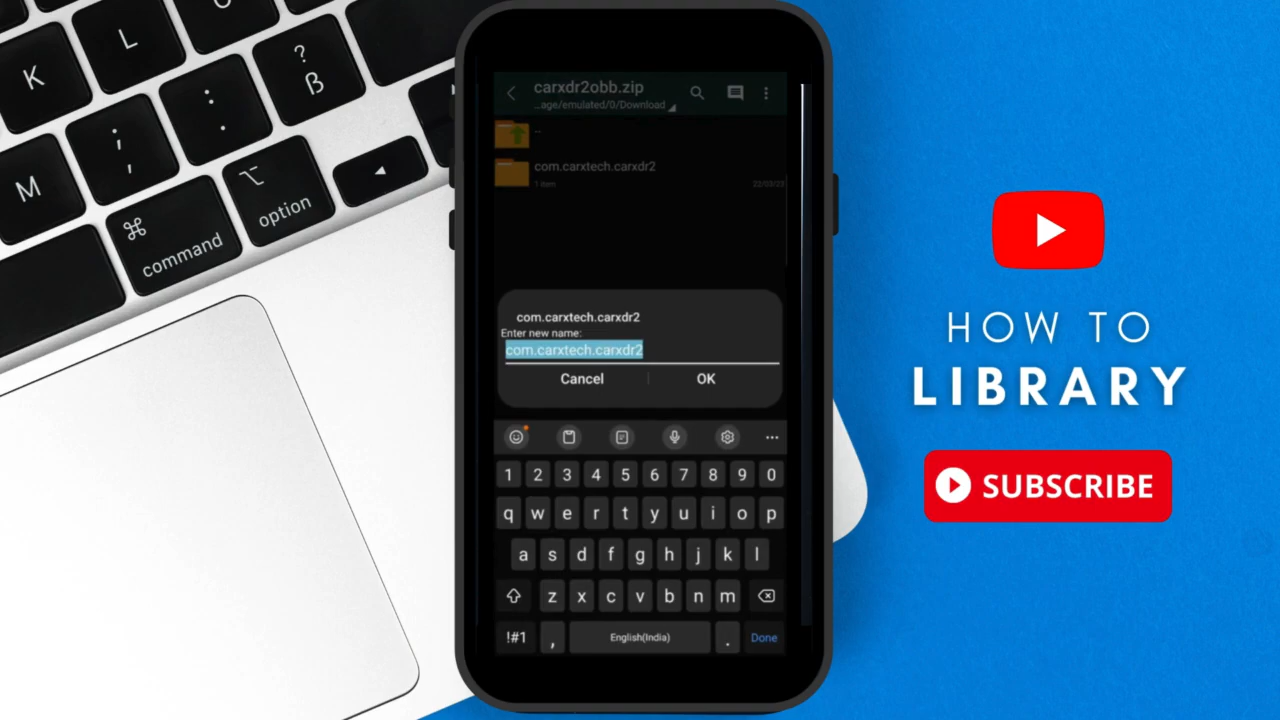 L
K
?
ß
:
.
;
,
M
⌘
command
⌥
option
carxdr2obb.zip
...age/emulated/0/Download
..
com.carxtech.carxdr2
1 item
22/03/22
com.carxtech.carxdr2
Enter new name:
com.carxtech.carxdr2
Cancel
OK
1 2 3 4 5 6 7 8 9 0
q w e r t y u i o p
a s d f g h j k l
z x c v b n m
!#1 , English(India) . Done
HOW TO
LIBRARY
SUBSCRIBE